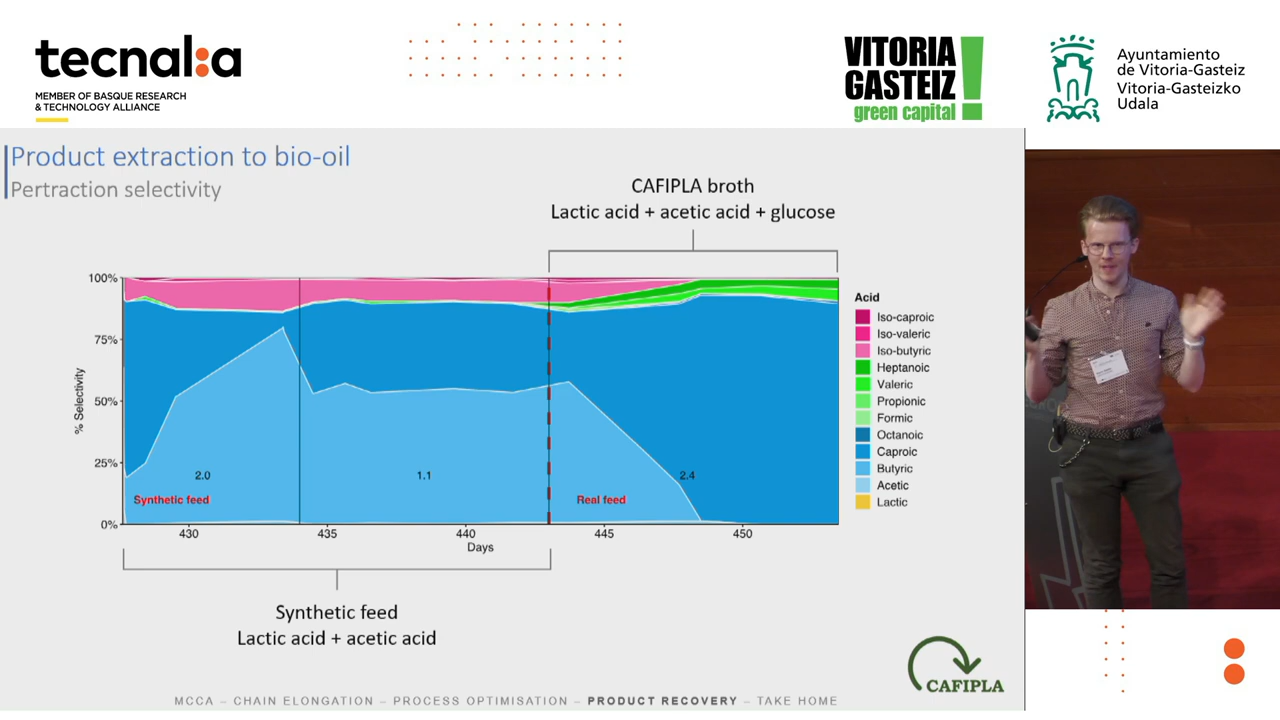 tecnal:a
MEMBER OF BASQUE RESEARCH
& TECHNOLOGY ALLIANCE
VITORIA
GASTEIZ
green capital
Ayuntamiento
de Vitoria-Gasteiz
Vitoria-Gasteizko
Udala
Product extraction to bio-oil
Pertraction selectivity
CAFIPLA broth
Lactic acid + acetic acid + glucose
100%
75%
50%
25%
0%
% Selectivity
2.0
1.1
2.4
Synthetic feed
Real feed
430
435
440
445
450
Days
Acid
Iso-caproic
Iso-valeric
Iso-butyric
Heptanoic
Valeric
Propionic
Formic
Octanoic
Caproic
Butyric
Acetic
Lactic
Synthetic feed
Lactic acid + acetic acid
CAFIPLA
MCCA – CHAIN ELONGATION – PROCESS OPTIMISATION – PRODUCT RECOVERY – TAKE HOME